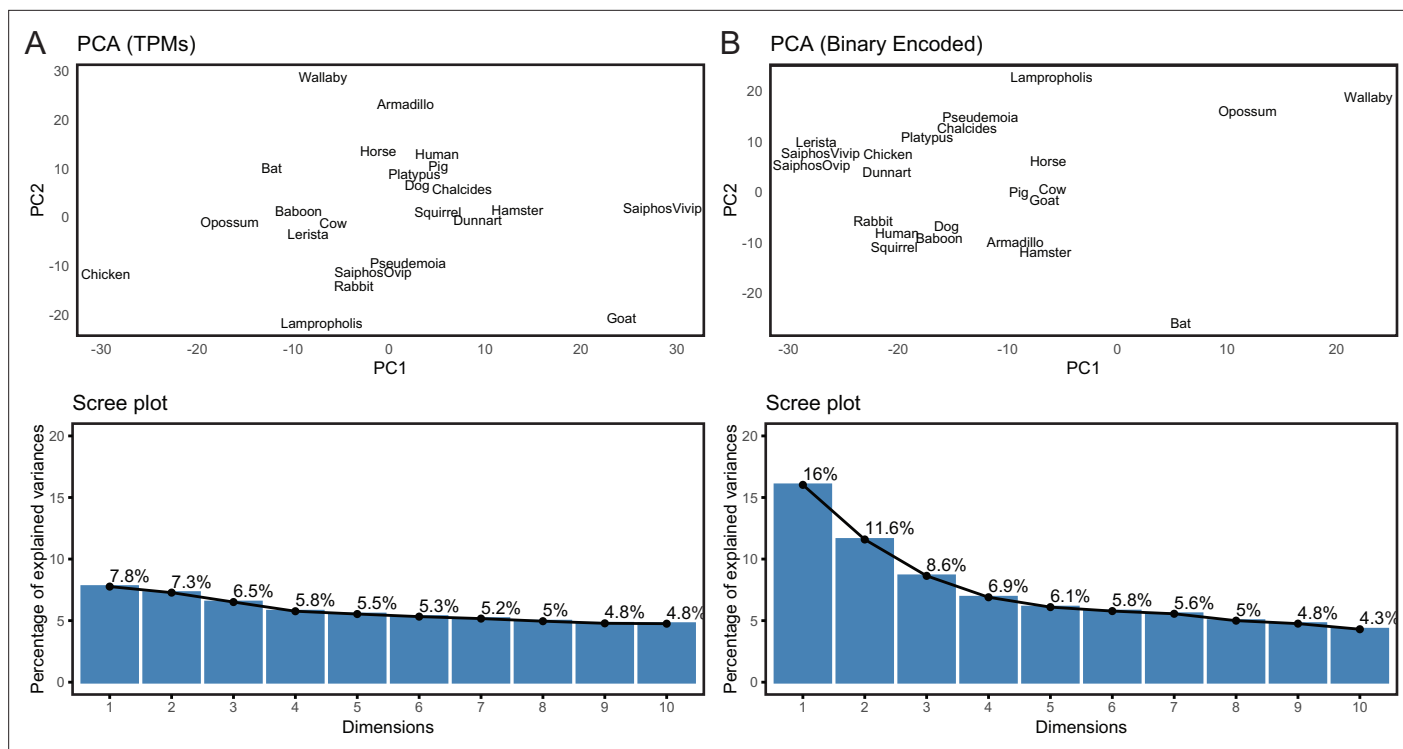 A
PCA (TPMs)
PC2
30
20
10
0
-10
-20
Wallaby
Armadillo
Horse
Human
Pig
Bat
Platypus
Dog
Chalcides
Baboon
Squirrel
Hamster
SaiphosVivip
Opossum
Cow
Dunnart
Lerista
Pseudemoia
Chicken
SaiphosOvip
Rabbit
Lampropholis
Goat
-30
-20
-10
0
10
20
30
PC1
Scree plot
Percentage of explained variances
20
15
10
5
0
7.8%
7.3%
6.5%
5.8%
5.5%
5.3%
5.2%
5%
4.8%
4.8%
1
2
3
4
5
6
7
8
9
10
Dimensions
B
PCA (Binary Encoded)
PC2
20
10
0
-10
-20
Lampropholis
Wallaby
Opossum
Pseudemoia
Chalcides
Platypus
Lerista
SaiphosVivip
Chicken
SaiphosOvip
Horse
Dunnart
Pig
Cow
Goat
Rabbit
Dog
Human
Baboon
Squirrel
Armadillo
Hamster
Bat
-30
-20
-10
0
10
20
PC1
Scree plot
Percentage of explained variances
20
15
10
5
0
16%
11.6%
8.6%
6.9%
6.1%
5.8%
5.6%
5%
4.8%
4.3%
1
2
3
4
5
6
7
8
9
10
Dimensions